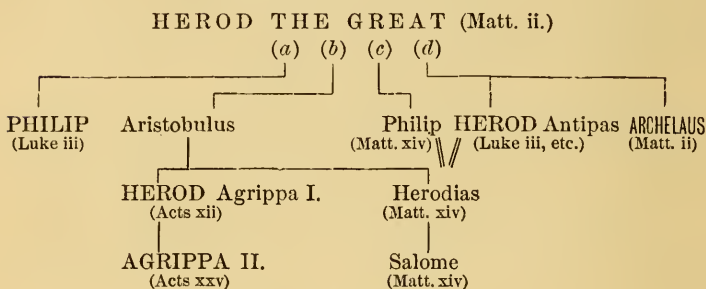 HEROD THE GREAT (Matt. ii.)
(a) (b) (c) (d)
PHILIP Aristobulus Philip HEROD Antipas ARCHELAUS
(Luke iii) (Matt. xiv) (Luke iii, etc.) (Matt. ii)
HEROD Agrippa I. Herodias
(Acts xii) (Matt. xiv)
AGRIPPA II. Salome
(Acts xxv) (Matt. xiv)